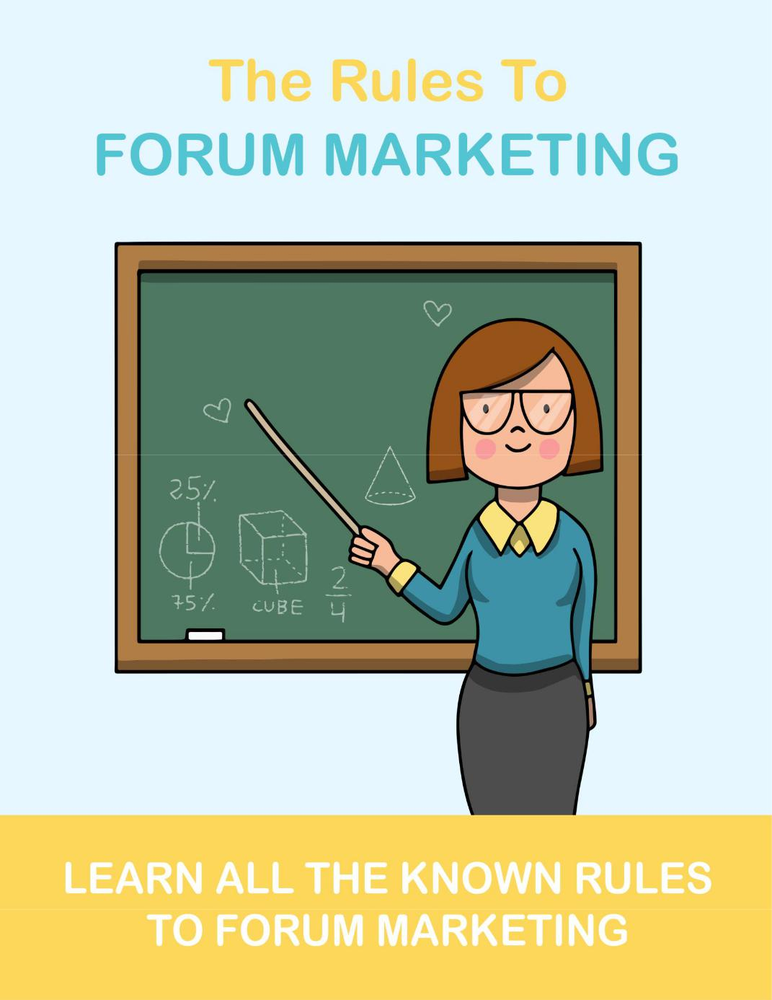 The Rules To
FORUM MARKETING
25%
75%
CUBE
2
4
LEARN ALL THE KNOWN RULES
TO FORUM MARKETING